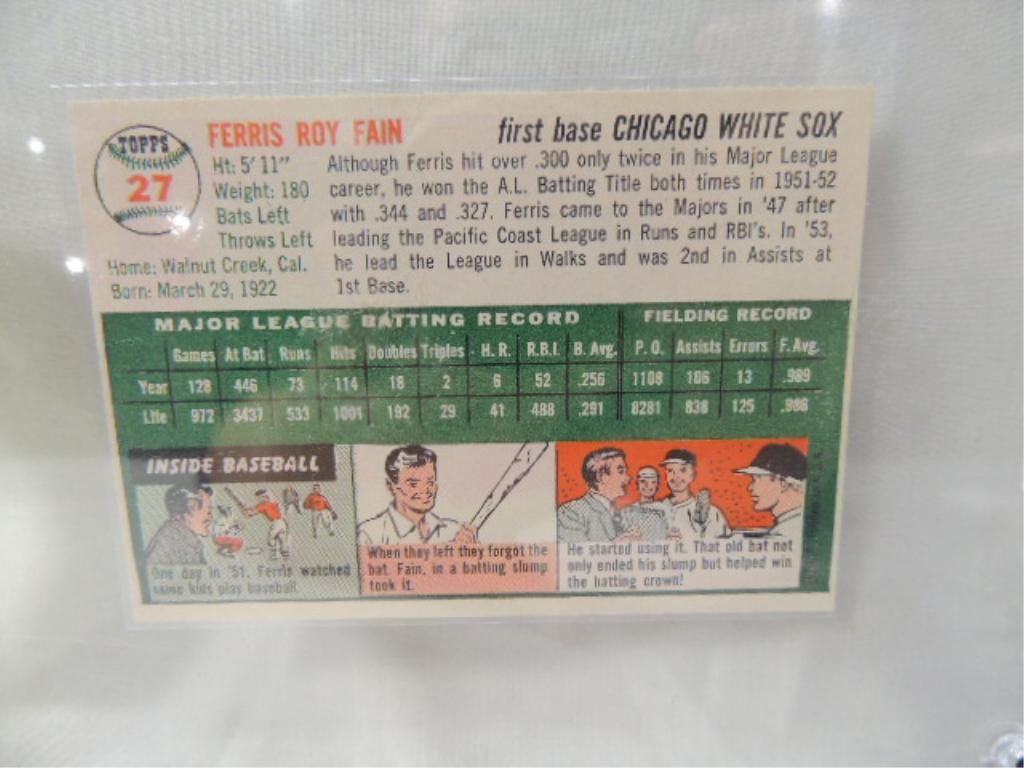 TOPPS
27
FERRIS ROY FAIN
first base CHICAGO WHITE SOX
Ht: 5' 11"
Weight: 180
Bats Left
Throws Left
Home: Walnut Creek, Cal.
Born: March 29, 1922
Although Ferris hit over .300 only twice in his Major League
career, he won the A.L. Batting Title both times in 1951-52
with .344 and .327. Ferris came to the Majors in '47 after
leading the Pacific Coast League in Runs and RBI's. In '53,
he lead the League in Walks and was 2nd in Assists at
1st Base.
MAJOR LEAGUE BATTING RECORD FIELDING RECORD
Games At Bat Runs Hits Doubles Triples H. R. R.B.I. B. Avg. P. O. Assists Errors F. Avg.
Year 128 446 73 114 18 2 6 52 .256 1108 106 13 .989
Life 972 3437 533 1001 192 29 41 488 .291 8281 838 125 .986
INSIDE BASEBALL
One day in '51, Ferris watched
some kids play baseball.
When they left they forgot the
bat. Fain, in a batting slump
took it.
He started using it. That old bat not
only ended his slump but helped win
the batting crown!